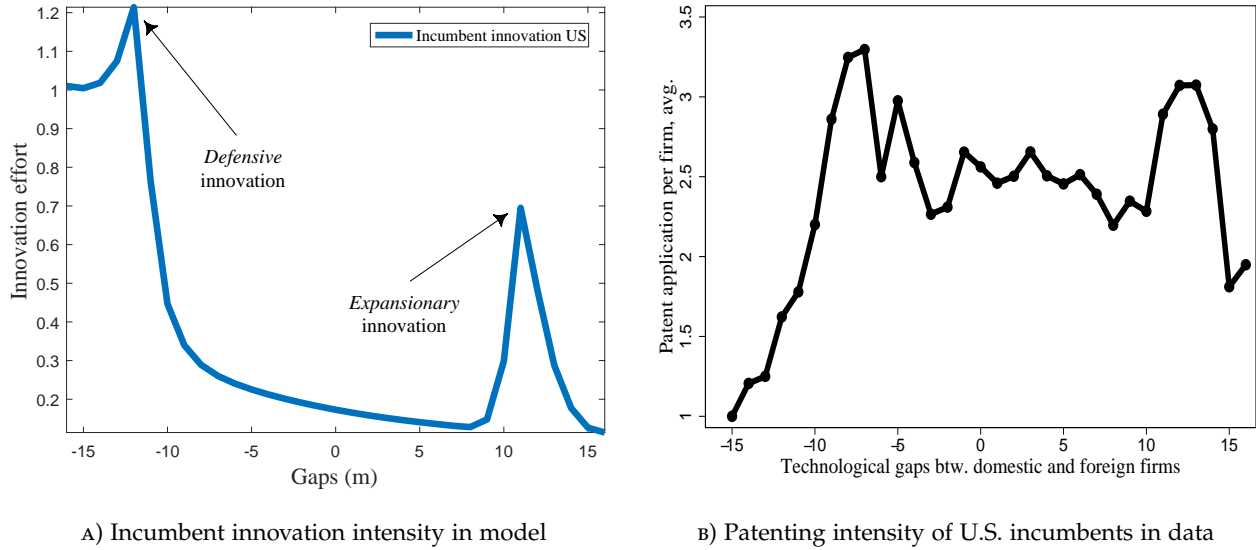 Incumbent innovation US
Defensive
innovation
Expansionary
innovation
Innovation effort
1.2
1.1
1
0.9
0.8
0.7
0.6
0.5
0.4
0.3
0.2
-15
-10
-5
0
5
10
15
Gaps (m)
A) Incumbent innovation intensity in model
Patent application per firm, avg.
3.5
3
2.5
2
1.5
1
−15
−10
−5
0
5
10
15
Technological gaps btw. domestic and foreign firms
B) Patenting intensity of U.S. incumbents in data